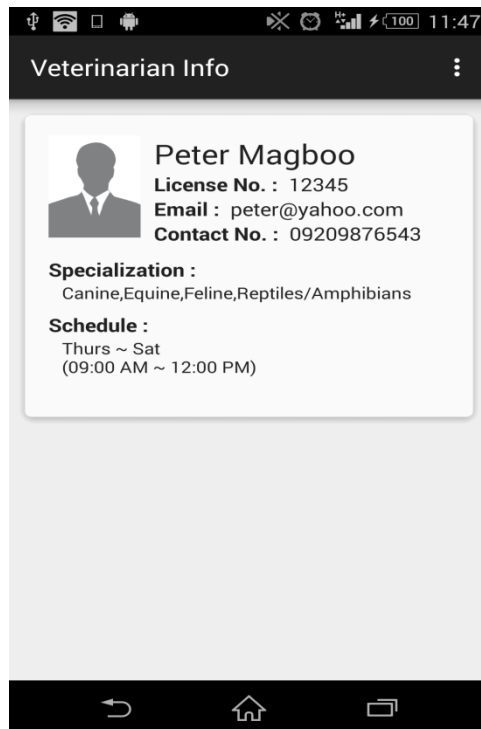 100 11:47
Veterinarian Info
Peter Magboo
License No. : 12345
Email : peter@yahoo.com
Contact No. : 09209876543
Specialization :
Canine,Equine,Feline,Reptiles/Amphibians
Schedule :
Thurs ~ Sat
(09:00 AM ~ 12:00 PM)